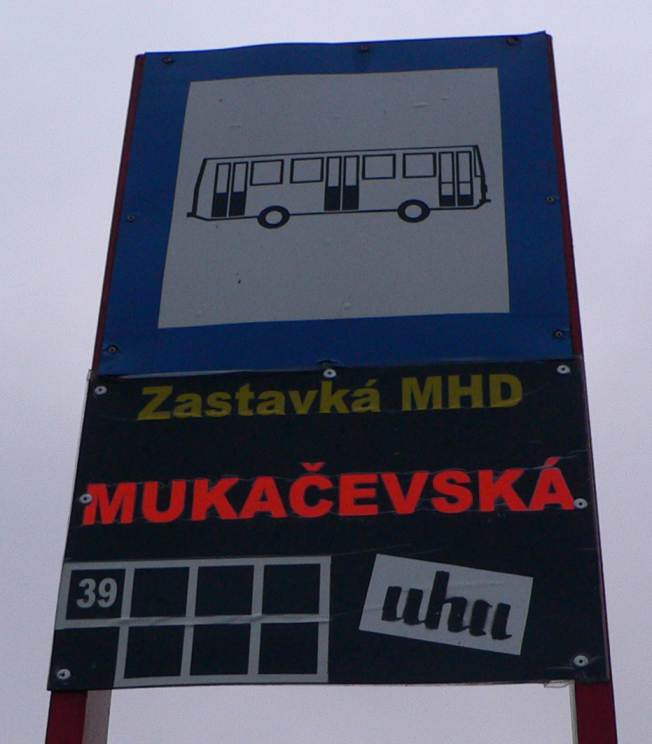 Zastavká MHD
MUKAČEVSKÁ
39
uhu